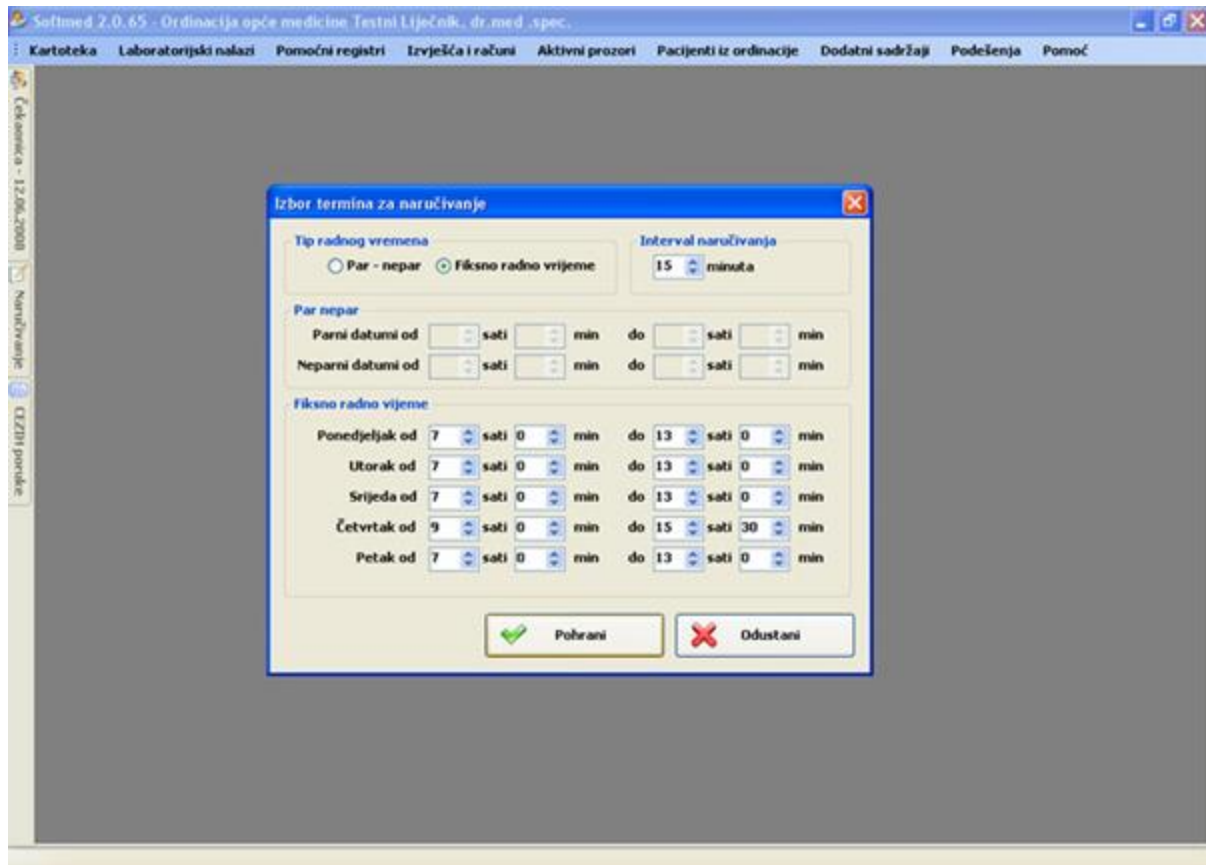 Softmed 2.0.65 - Ordinacija opće medicine Testni Liječnik. dr.med .spec.
Kartoteka Laboratorijski nalazi Pomoćni registri Izvješća i računi Aktivni prozori Pacijenti iz ordinacije Dodatni sadržaji Podešenja Pomoć
Čekaonica - 12.06.2008
Naručivanje
CEZIH poruke
Izbor termina za naručivanje
Tip radnog vremena
Par - nepar Fiksno radno vrijeme
Interval naručivanja
15 minuta
Par nepar
Parni datumi od sati min do sati min
Neparni datumi od sati min do sati min
Fiksno radno vijeme
Ponedjeljak od 7 sati 0 min do 13 sati 0 min
Utorak od 7 sati 0 min do 13 sati 0 min
Srijeda od 7 sati 0 min do 13 sati 0 min
Četvrtak od 9 sati 0 min do 15 sati 30 min
Petak od 7 sati 0 min do 13 sati 0 min
Pohrani Odustani